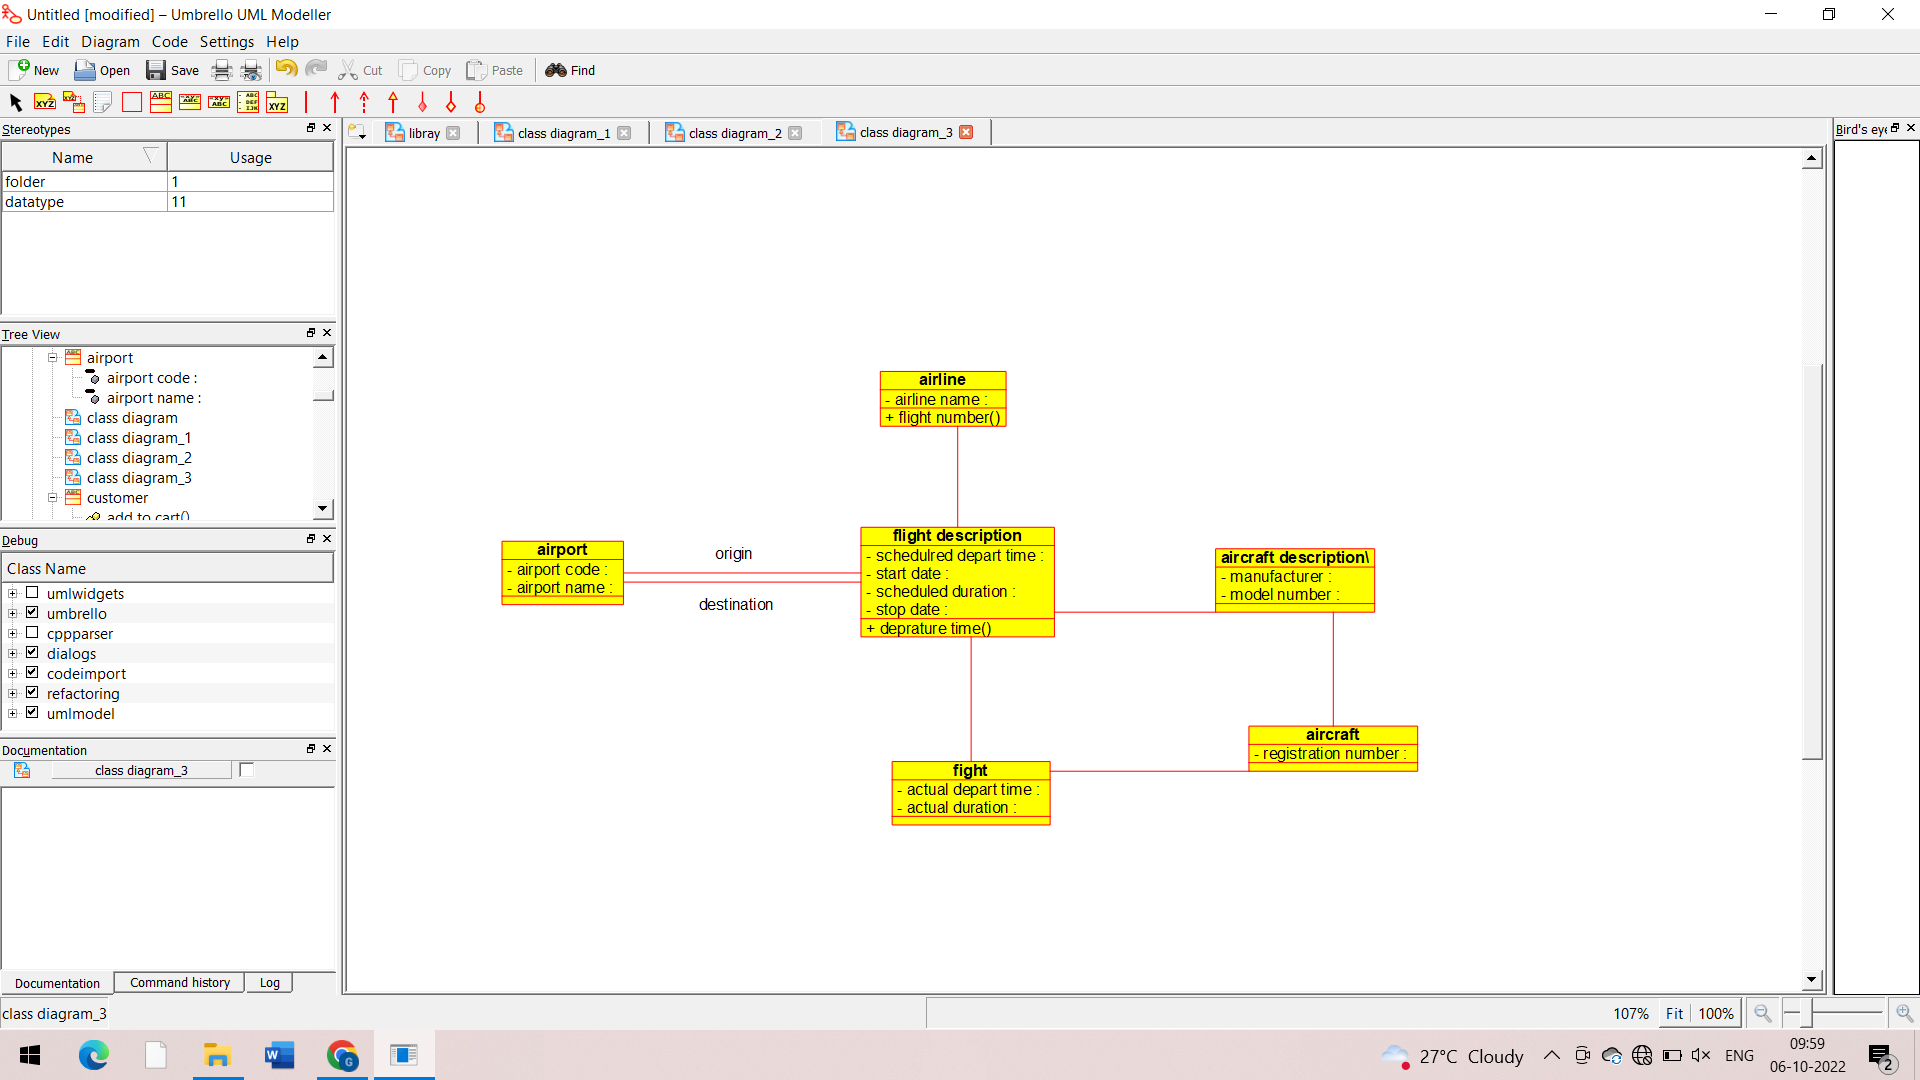 Untitled [modified] – Umbrello UML Modeller
File Edit Diagram Code Settings Help
New Open Save Cut Copy Paste Find
Stereotypes
Name Usage
folder 1
datatype 11
Tree View
airport
airport code :
airport name :
class diagram
class diagram_1
class diagram_2
class diagram_3
customer
add to cart()
Debug
Class Name
umlwidgets
umbrello
cppparser
dialogs
codeimport
refactoring
umlmodel
Documentation
class diagram_3
Documentation Command history Log
libray class diagram_1 class diagram_2 class diagram_3
airline
- airline name :
+ flight number()
airport
- airport code :
- airport name :
origin
destination
flight description
- schedulred depart time :
- start date :
- scheduled duration :
- stop date :
+ deprature time()
aircraft description\
- manufacturer :
- model number :
aircraft
- registration number :
fight
- actual depart time :
- actual duration :
Bird's eye
class diagram_3
107% Fit 100%
27°C Cloudy
ENG
09:59
06-10-2022
2